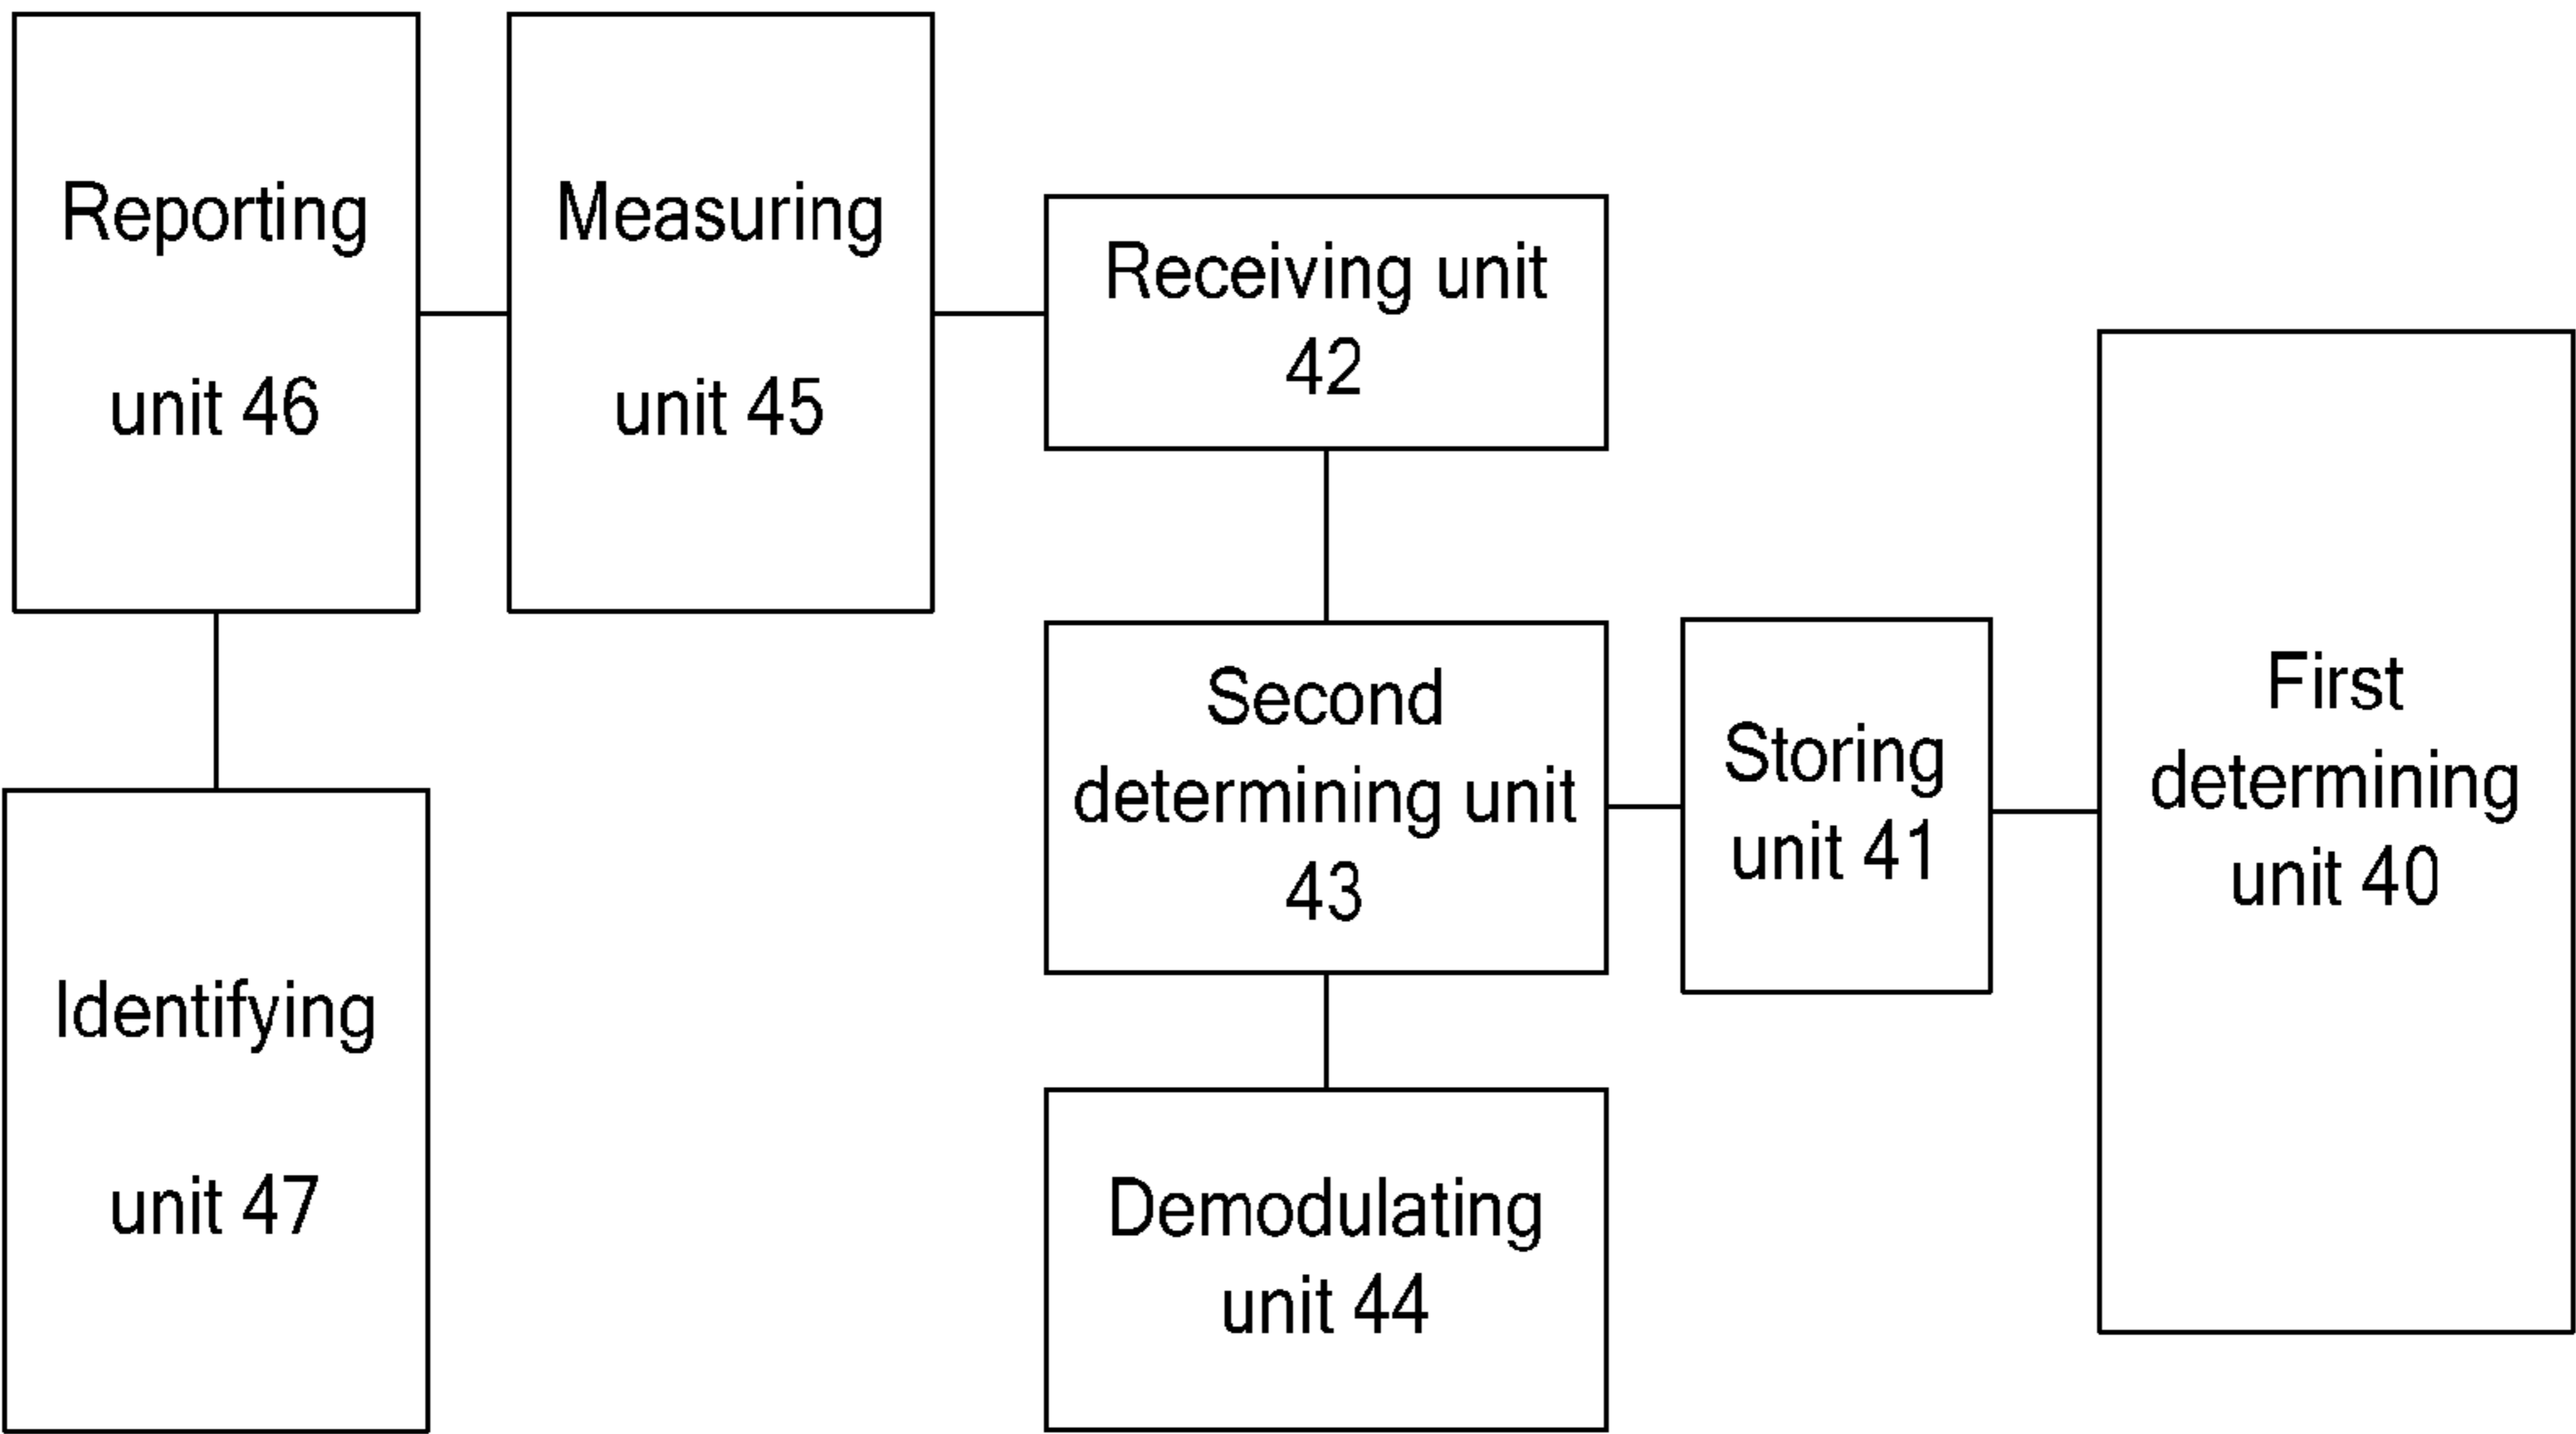 Reporting
unit 46
Measuring
unit 45
Receiving unit
42
Second
determining unit
43
Storing
unit 41
First
determining
unit 40
Identifying
unit 47
Demodulating
unit 44